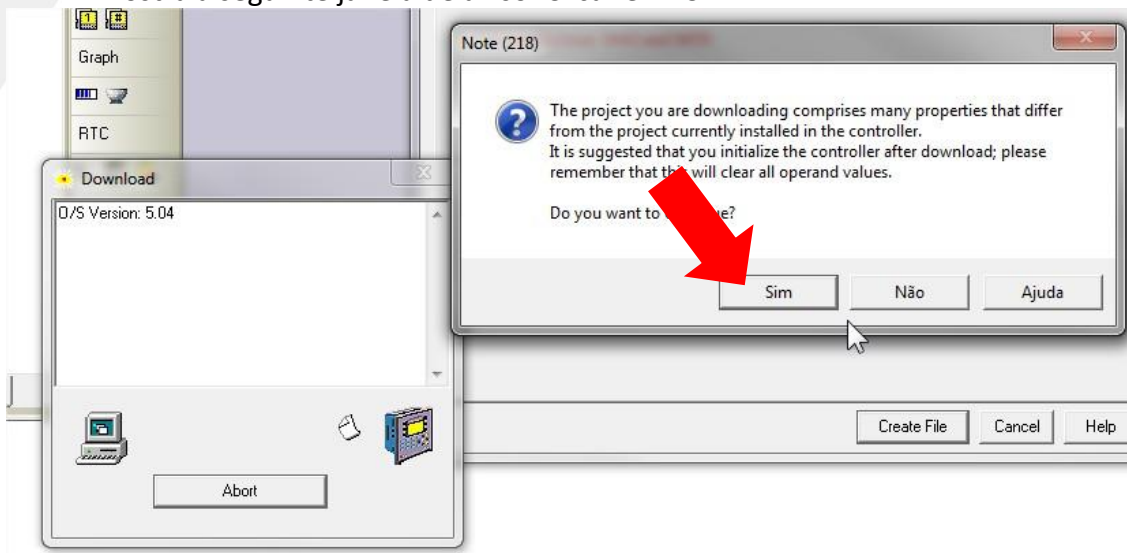 Graph
RTC
Note (218)
The project you are downloading comprises many properties that differ
from the project currently installed in the controller.
It is suggested that you initialize the controller after download; please
remember that this will clear all operand values.
Do you want to
Sim
Não
Ajuda
Download
O/S Version: 5.04
Abort
Create File
Cancel
Help